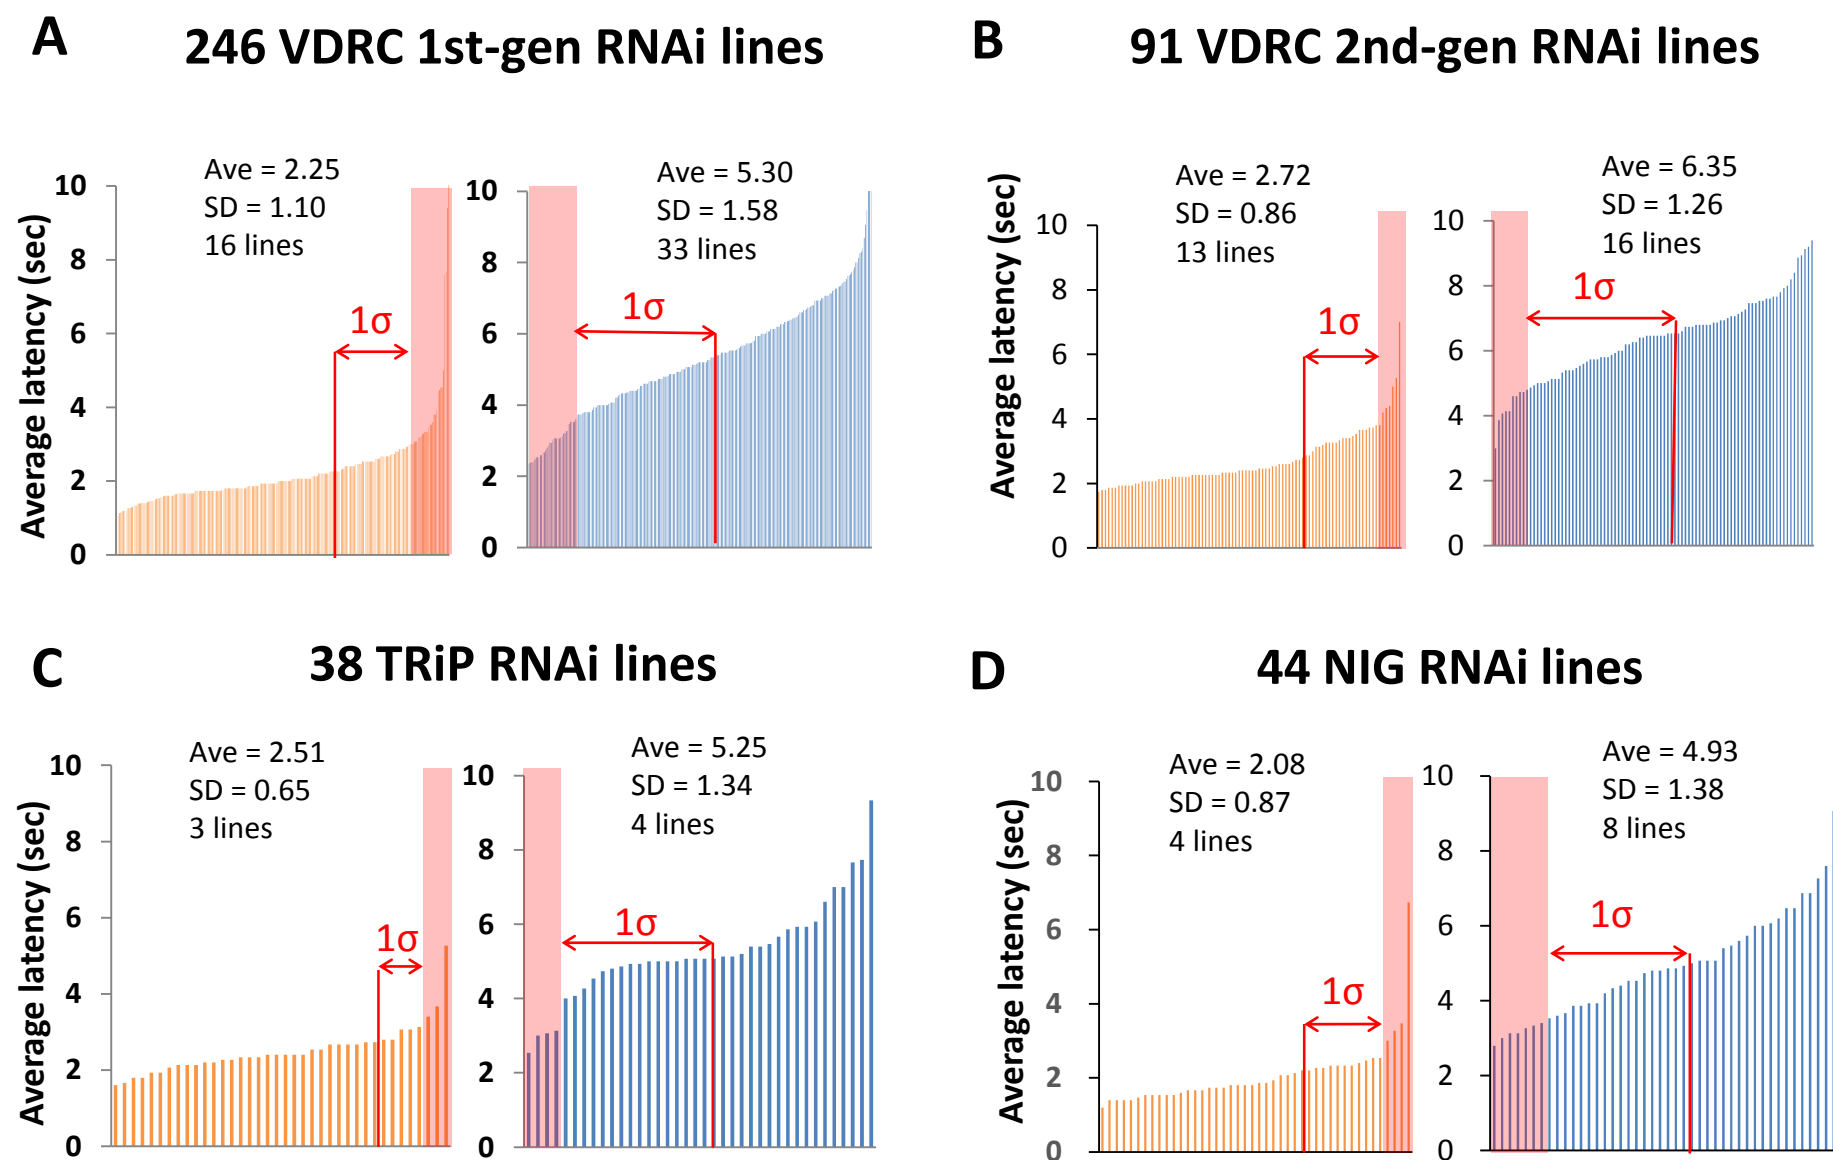 A
246 VDRC 1st-gen RNAi lines
Average latency (sec)
10
8
6
4
2
0
Ave = 2.25
SD = 1.10
16 lines
1σ
10
8
6
4
2
0
Ave = 5.30
SD = 1.58
33 lines
1σ
B
91 VDRC 2nd-gen RNAi lines
Average latency (sec)
10
8
6
4
2
0
Ave = 2.72
SD = 0.86
13 lines
1σ
10
8
6
4
2
0
Ave = 6.35
SD = 1.26
16 lines
1σ
C
38 TRiP RNAi lines
Average latency (sec)
10
8
6
4
2
0
Ave = 2.51
SD = 0.65
3 lines
1σ
10
8
6
4
2
0
Ave = 5.25
SD = 1.34
4 lines
1σ
D
44 NIG RNAi lines
Average latency (sec)
10
8
6
4
2
0
Ave = 2.08
SD = 0.87
4 lines
1σ
10
8
6
4
2
0
Ave = 4.93
SD = 1.38
8 lines
1σ